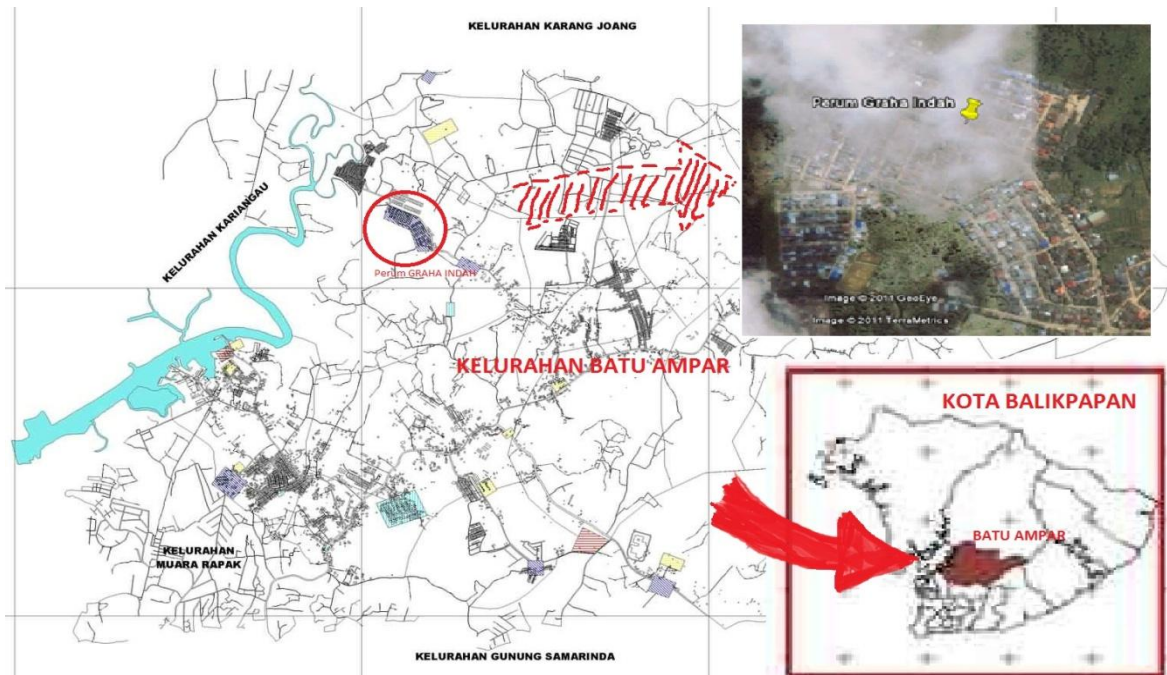 KELURAHAN KARANG JOANG
Perum Graha Indah
KELURAHAN KARIANGAU
Perum GRAHA INDAH
Image © 2011 GeoEye
Image © 2011 TerraMetrics
KELURAHAN BATU AMPAR
KOTA BALIKPAPAN
BATU AMPAR
KELURAHAN
MUARA RAPAK
KELURAHAN GUNUNG SAMARINDA